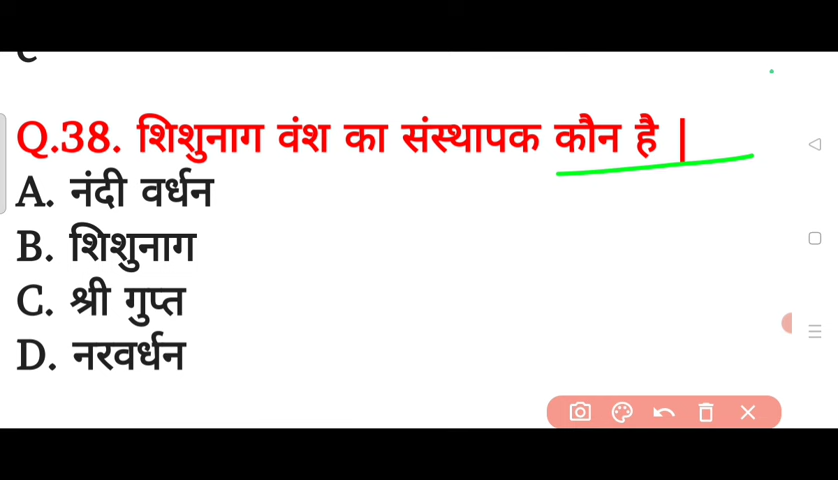 Q.38. शिशुनाग वंश का संस्थापक कौन है |
A. नंदी वर्धन
B. शिशुनाग
C. श्री गुप्त
D. नरवर्धन